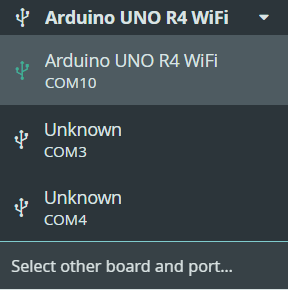 Arduino UNO R4 WiFi
Arduino UNO R4 WiFi
COM10
Unknown
COM3
Unknown
COM4
Select other board and port...